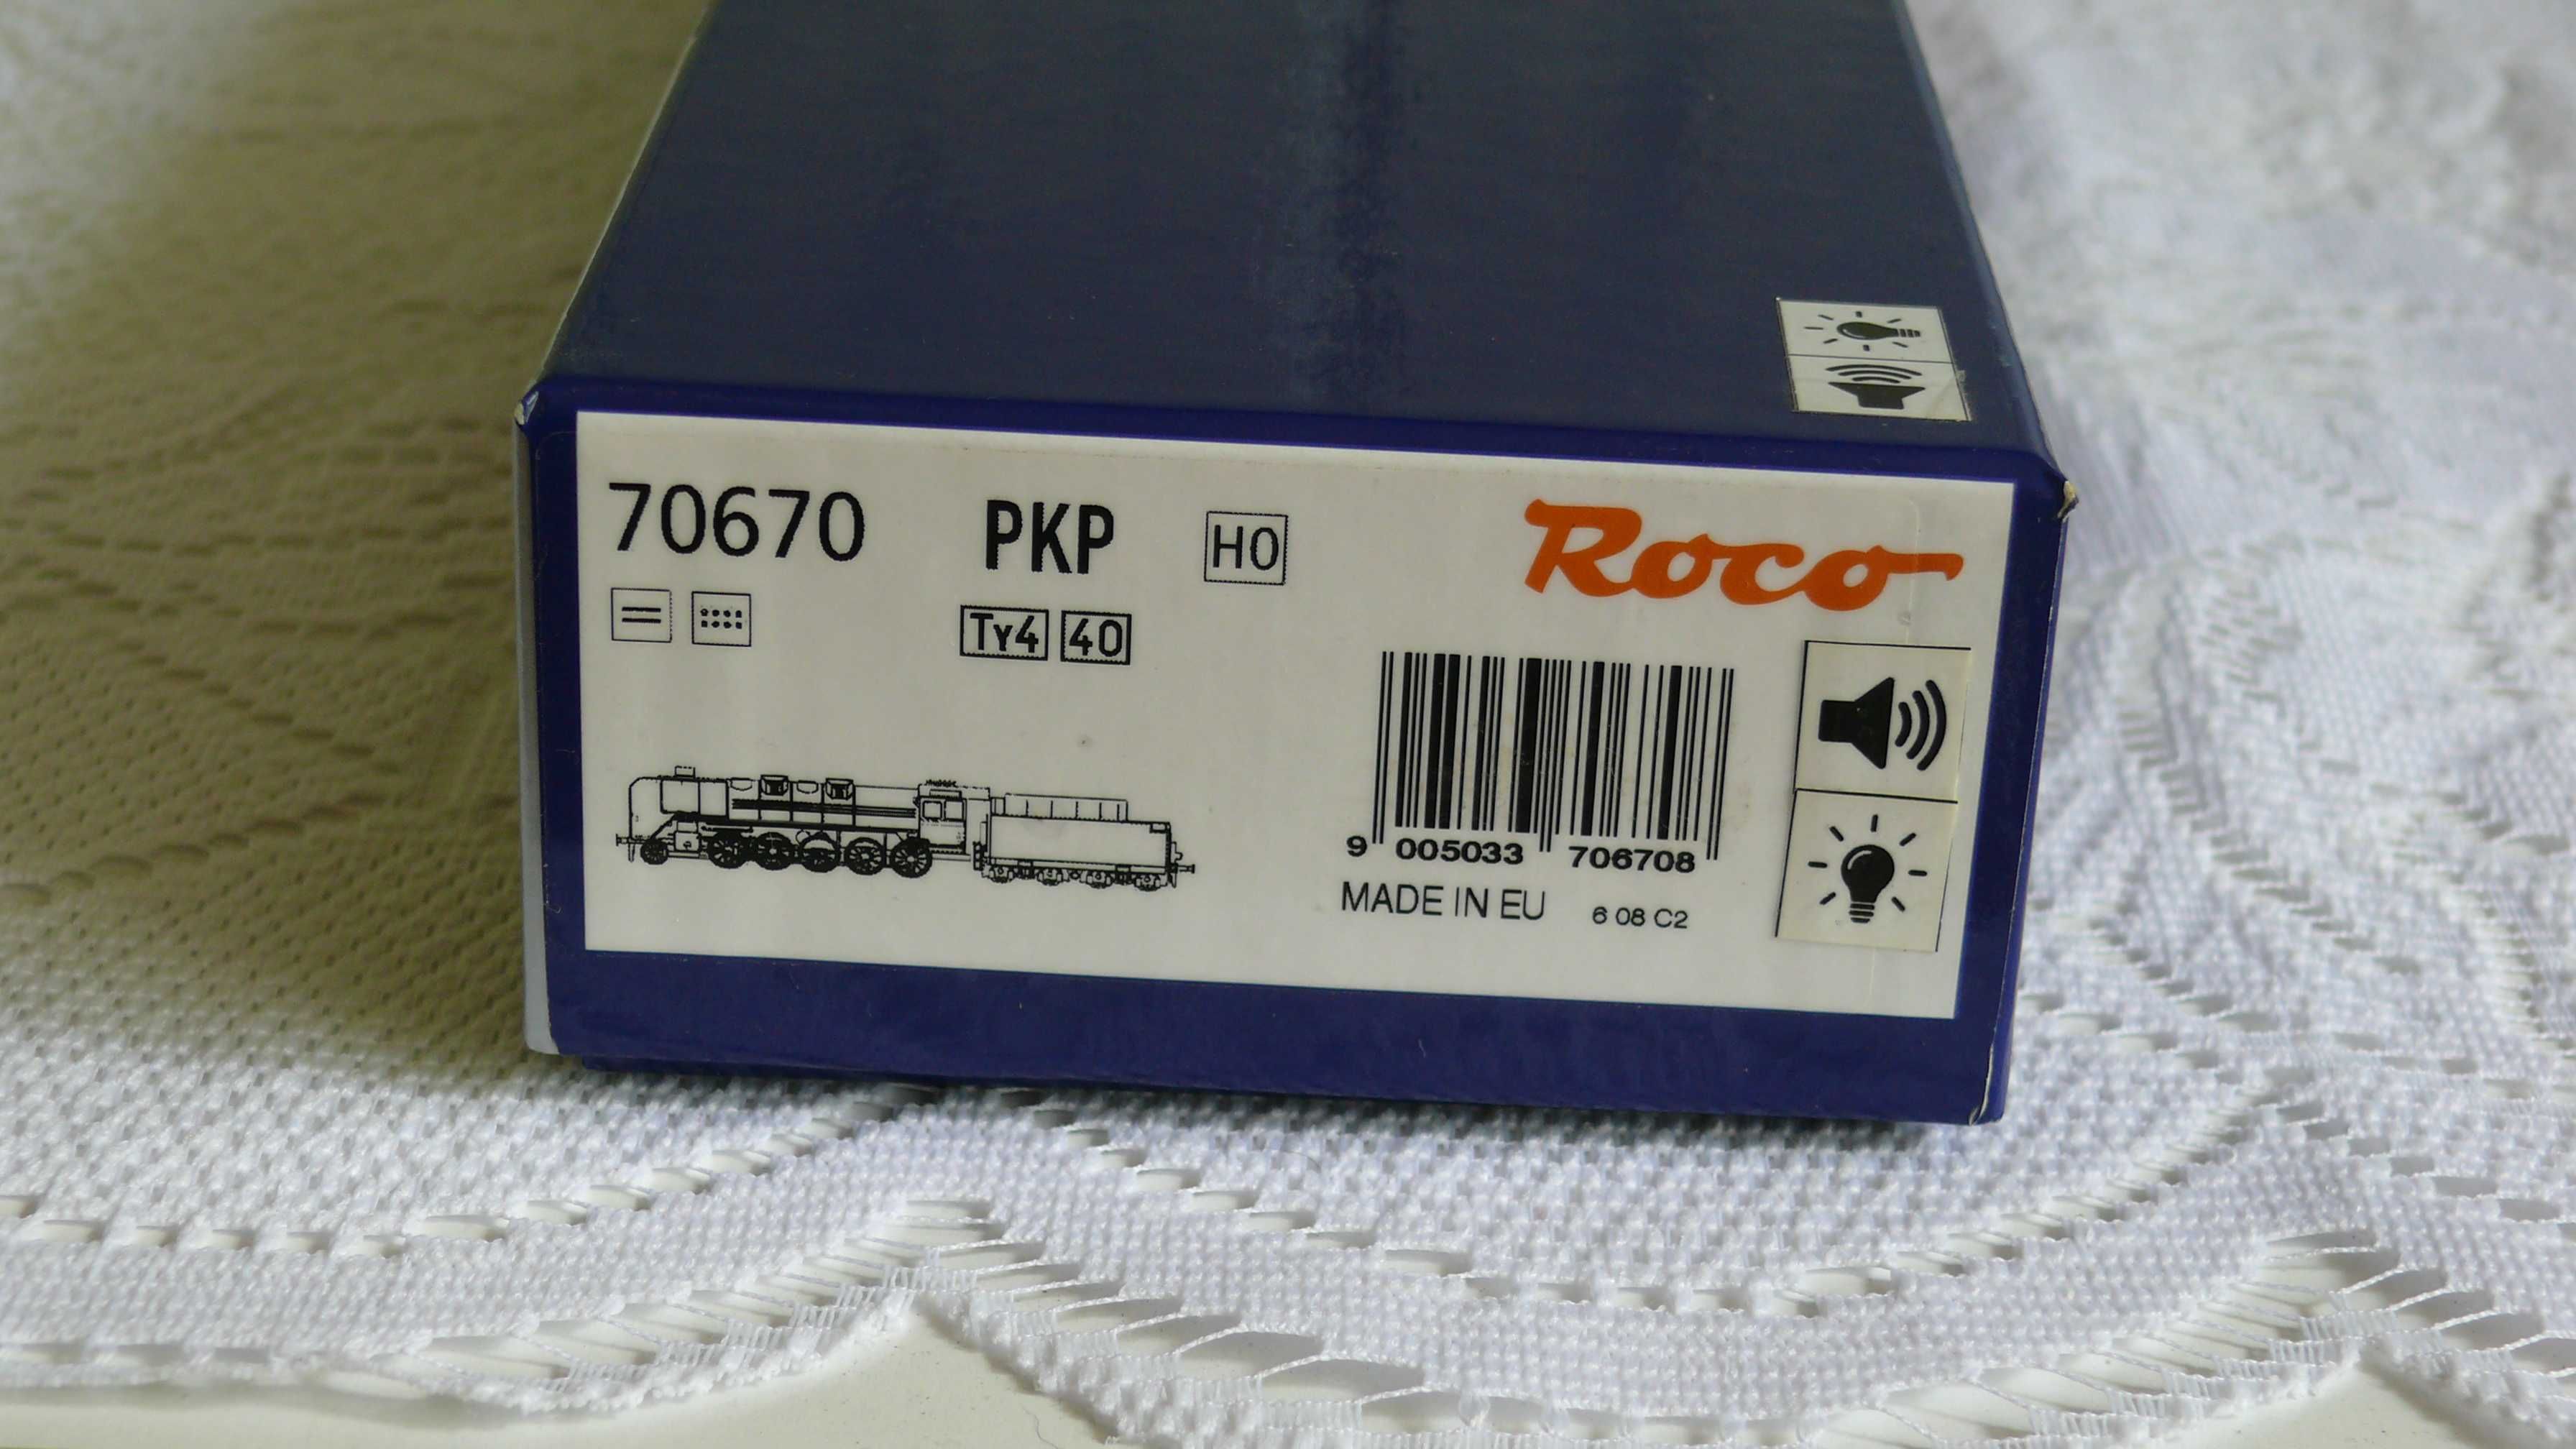 70670 PKP H0 Roco
Ty4 40
9 005033 706708
MADE IN EU 6 08 C2